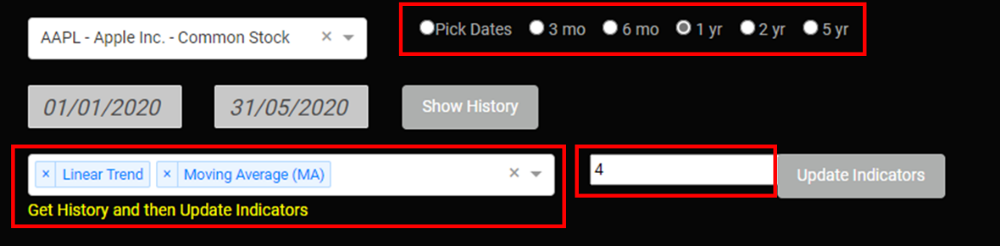 AAPL - Apple Inc. - Common Stock × Pick Dates 3 mo 6 mo 1 yr 2 yr 5 yr
01/01/2020 31/05/2020 Show History
× Linear Trend × Moving Average (MA) × 4 Update Indicators
Get History and then Update Indicators